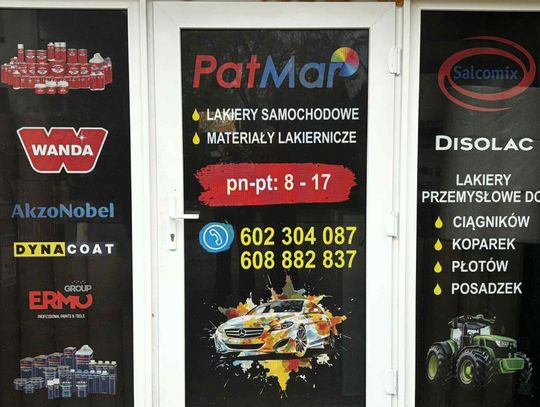 WANDA
AkzoNobel
DYNACOAT
ERMO GROUP
PROFESSIONAL PAINTS & TOOLS
PatMar
LAKIERY SAMOCHODOWE
MATERIAŁY LAKIERNICZE
pn-pt: 8 - 17
602 304 087
608 882 837
Salcomix
DISOLAC
LAKIERY
PRZEMYSŁOWE DO
CIĄGNIKÓW
KOPAREK
PŁOTÓW
POSADZEK